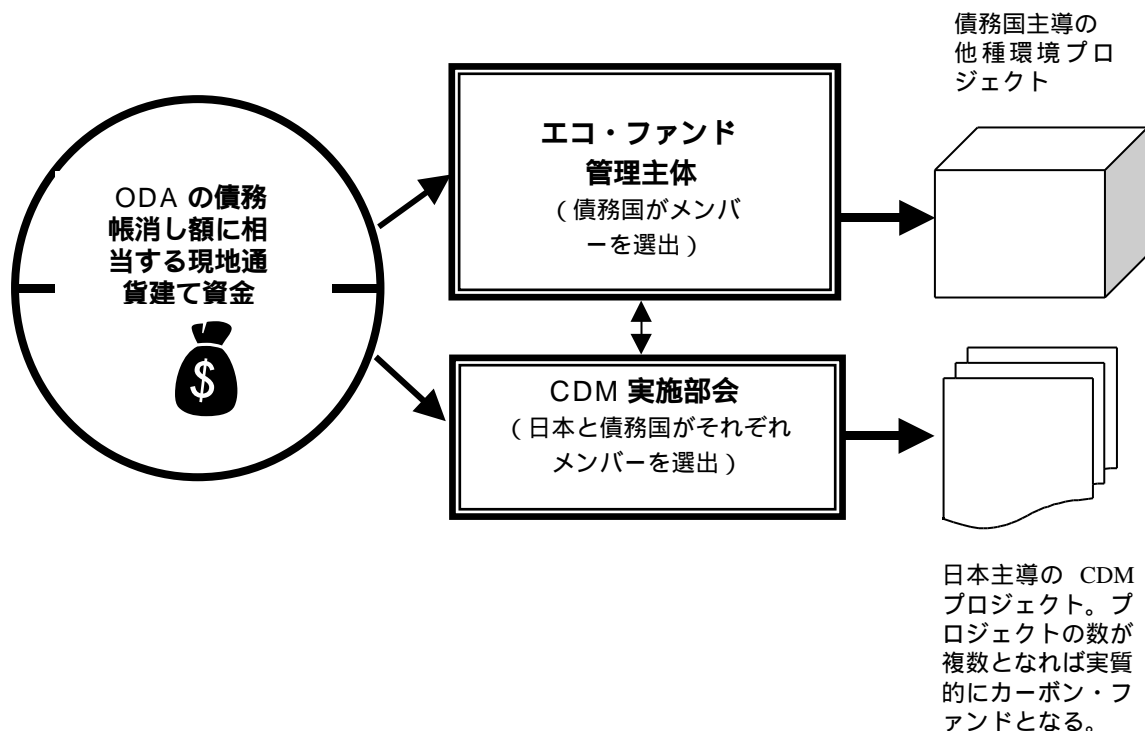 ODA の債務
帳消し額に相
当する現地通
貨建て資金
$
エコ・ファンド
管理主体
(債務国がメンバ
ーを選出)
CDM 実施部会
(日本と債務国がそれぞれ
メンバーを選出)
債務国主導の
他種環境プロ
ジェクト
日本主導の CDM
プロジェクト。プ
ロジェクトの数が
複数となれば実質
的にカーボン・フ
ァンドとなる。